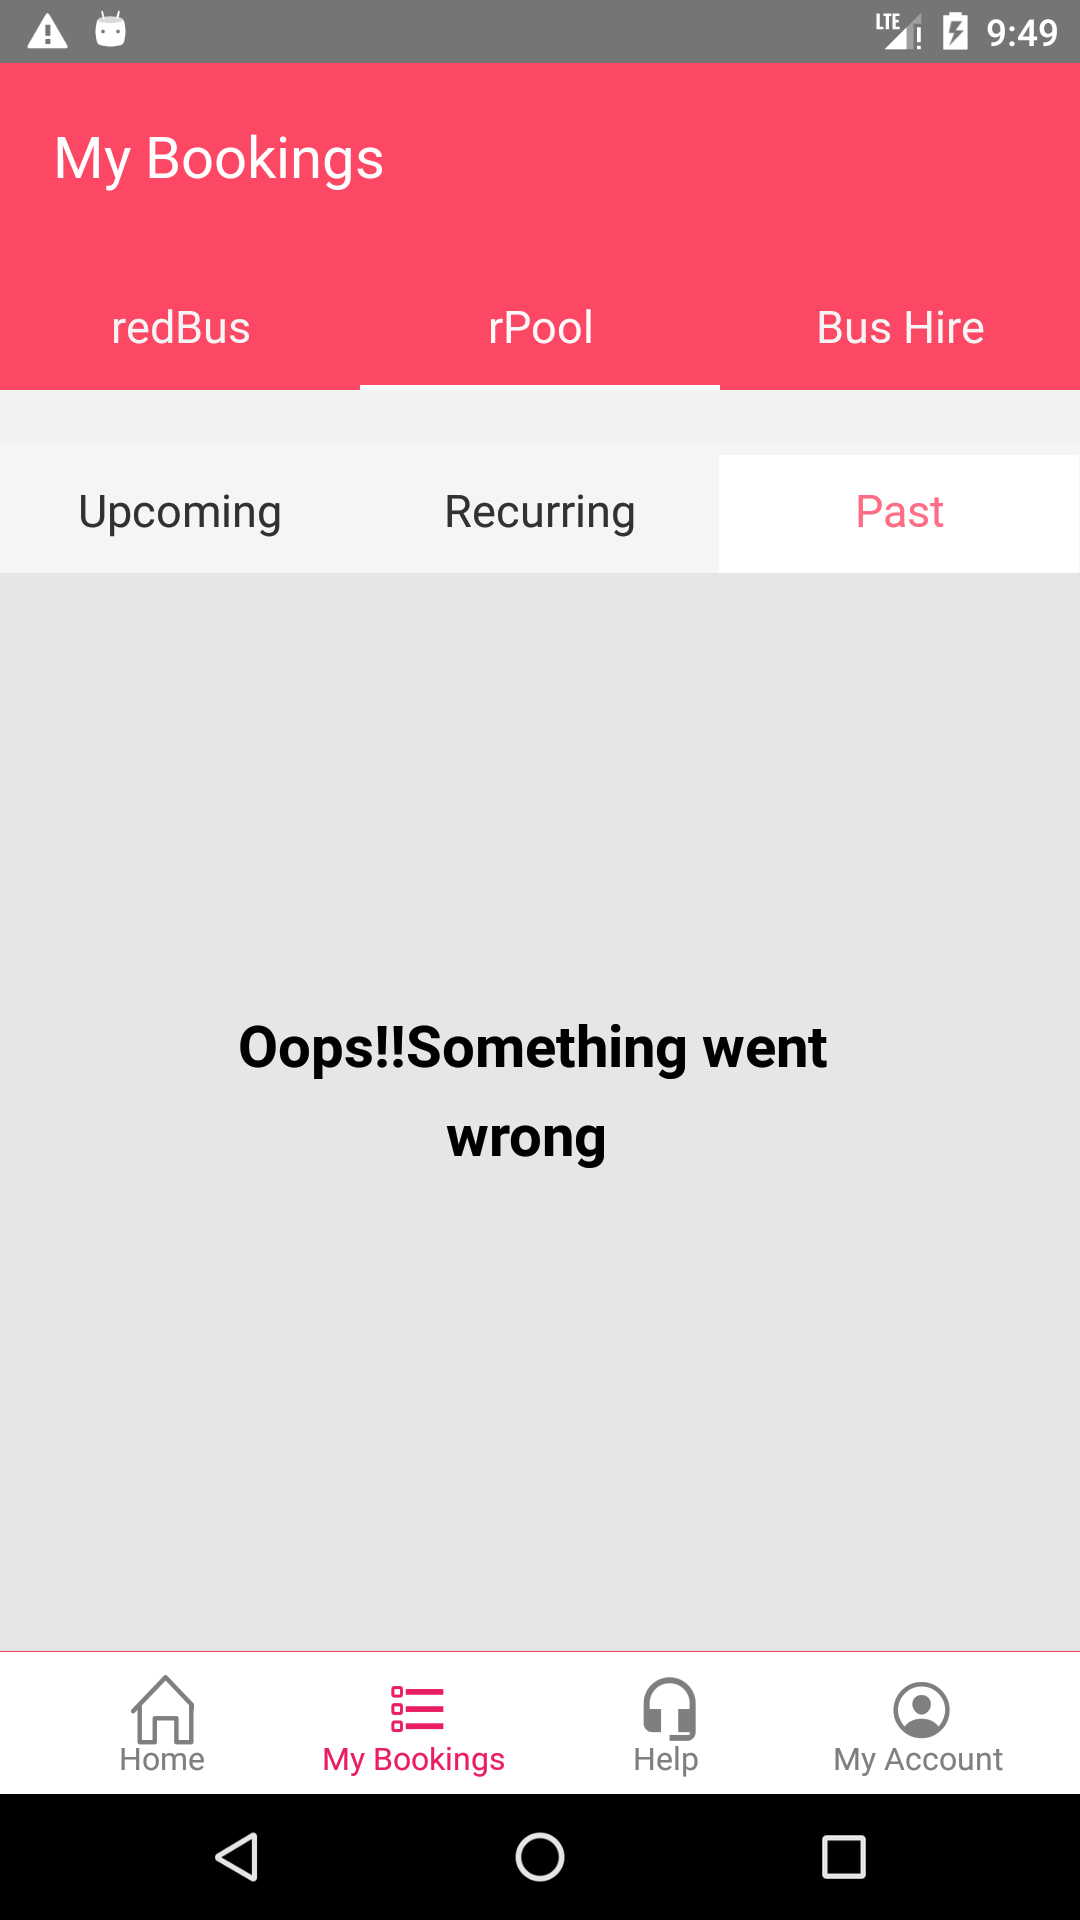 LTE 9:49
My Bookings
redBus rPool Bus Hire
Upcoming Recurring Past
Oops!!Something went
wrong
Home My Bookings Help My Account